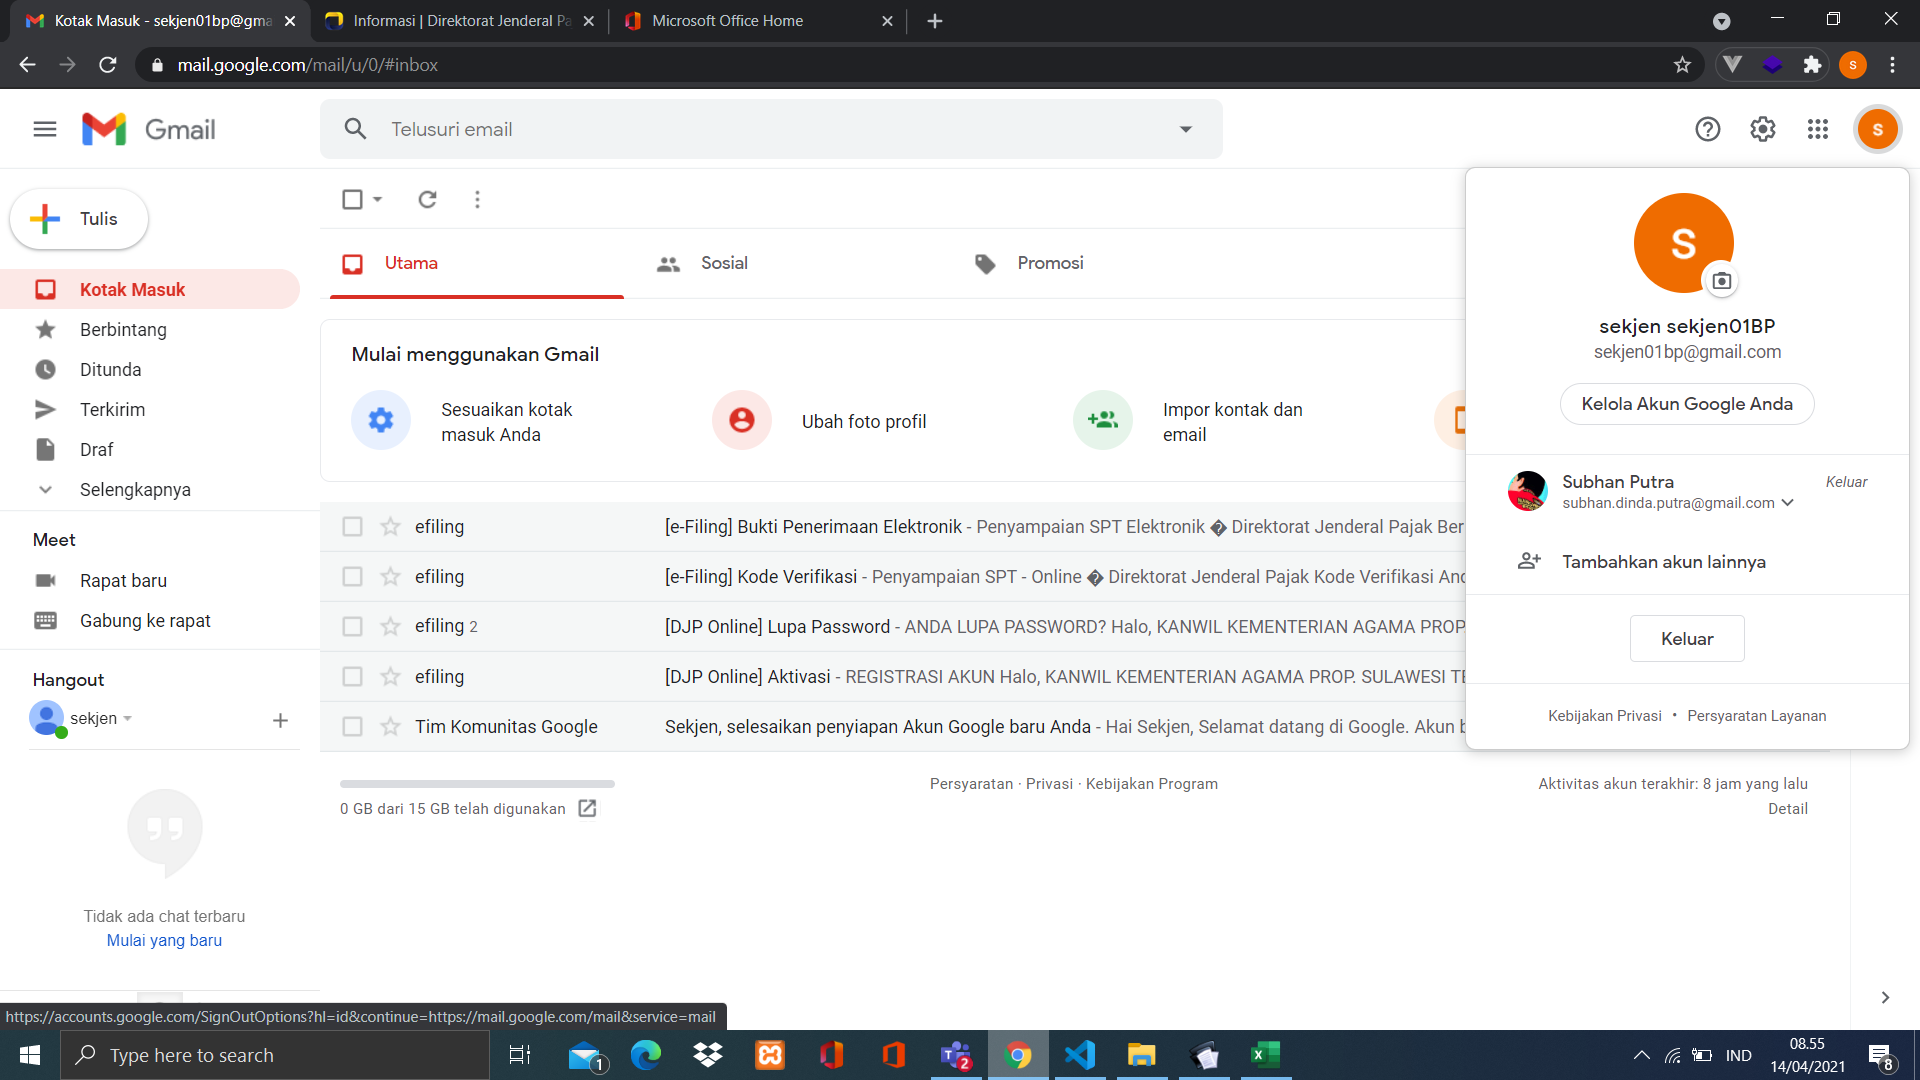 Kotak Masuk - sekjen01bp@gma
Informasi | Direktorat Jenderal Pa
Microsoft Office Home
mail.google.com/mail/u/0/#inbox
S
Gmail
Telusuri email
S
Tulis
Kotak Masuk
Berbintang
Ditunda
Terkirim
Draf
Selengkapnya
Meet
Rapat baru
Gabung ke rapat
Hangout
sekjen
Tidak ada chat terbaru
Mulai yang baru
Utama
Sosial
Promosi
Mulai menggunakan Gmail
Sesuaikan kotak
masuk Anda
Ubah foto profil
Impor kontak dan
email
efiling [e-Filing] Bukti Penerimaan Elektronik - Penyampaian SPT Elektronik � Direktorat Jenderal Pajak Ber
efiling [e-Filing] Kode Verifikasi - Penyampaian SPT - Online � Direktorat Jenderal Pajak Kode Verifikasi And
efiling 2 [DJP Online] Lupa Password - ANDA LUPA PASSWORD? Halo, KANWIL KEMENTERIAN AGAMA PROP.
efiling [DJP Online] Aktivasi - REGISTRASI AKUN Halo, KANWIL KEMENTERIAN AGAMA PROP. SULAWESI TE
Tim Komunitas Google Sekjen, selesaikan penyiapan Akun Google baru Anda - Hai Sekjen, Selamat datang di Google. Akun b
0 GB dari 15 GB telah digunakan
Persyaratan · Privasi · Kebijakan Program
Aktivitas akun terakhir: 8 jam yang lalu
Detail
S
sekjen sekjen01BP
sekjen01bp@gmail.com
Kelola Akun Google Anda
Subhan Putra
Keluar
subhan.dinda.putra@gmail.com
Tambahkan akun lainnya
Keluar
Kebijakan Privasi • Persyaratan Layanan
https://accounts.google.com/SignOutOptions?hl=id&continue=https://mail.google.com/mail&service=mail
Type here to search
1
2
IND
08.55
14/04/2021
8